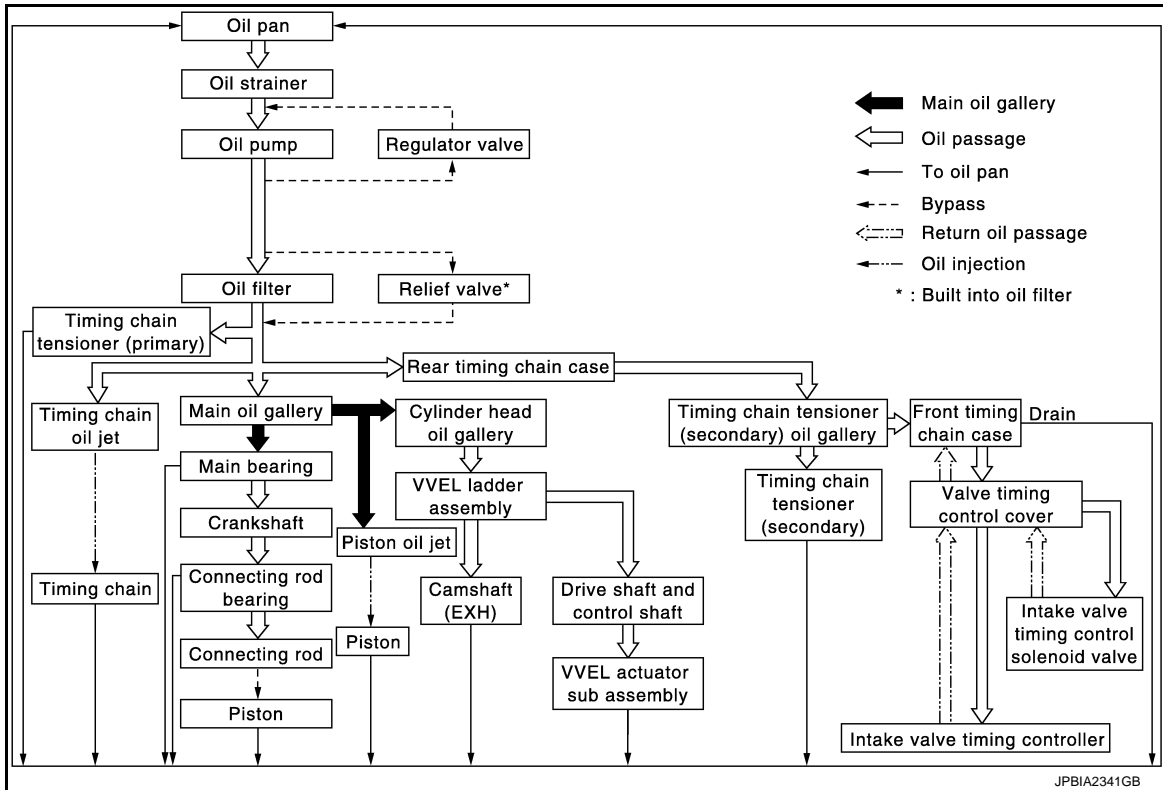 Oil pan
Oil strainer
Oil pump
Regulator valve
Oil filter
Relief valve*
Main oil gallery
Oil passage
To oil pan
Bypass
Return oil passage
Oil injection
* : Built into oil filter
Timing chain
tensioner (primary)
Rear timing chain case
Timing chain
oil jet
Main oil gallery
Cylinder head
oil gallery
Timing chain tensioner
(secondary) oil gallery
Front timing
chain case
Drain
Main bearing
VVEL ladder
assembly
Timing chain
tensioner
(secondary)
Valve timing
control cover
Crankshaft
Piston oil jet
Timing chain
Connecting rod
bearing
Camshaft
(EXH)
Drive shaft and
control shaft
Intake valve
timing control
solenoid valve
Connecting rod
Piston
VVEL actuator
sub assembly
Piston
Intake valve timing controller
JPBIA2341GB